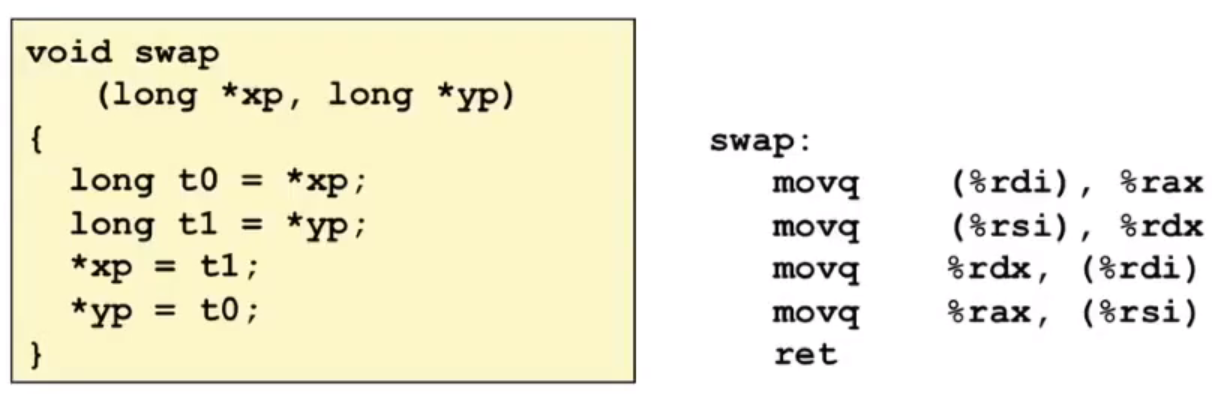 void swap
    (long *xp, long *yp)
{
  long t0 = *xp;
  long t1 = *yp;
  *xp = t1;
  *yp = t0;
}
swap:
   movq    (%rdi), %rax
   movq    (%rsi), %rdx
   movq    %rdx, (%rdi)
   movq    %rax, (%rsi)
   ret